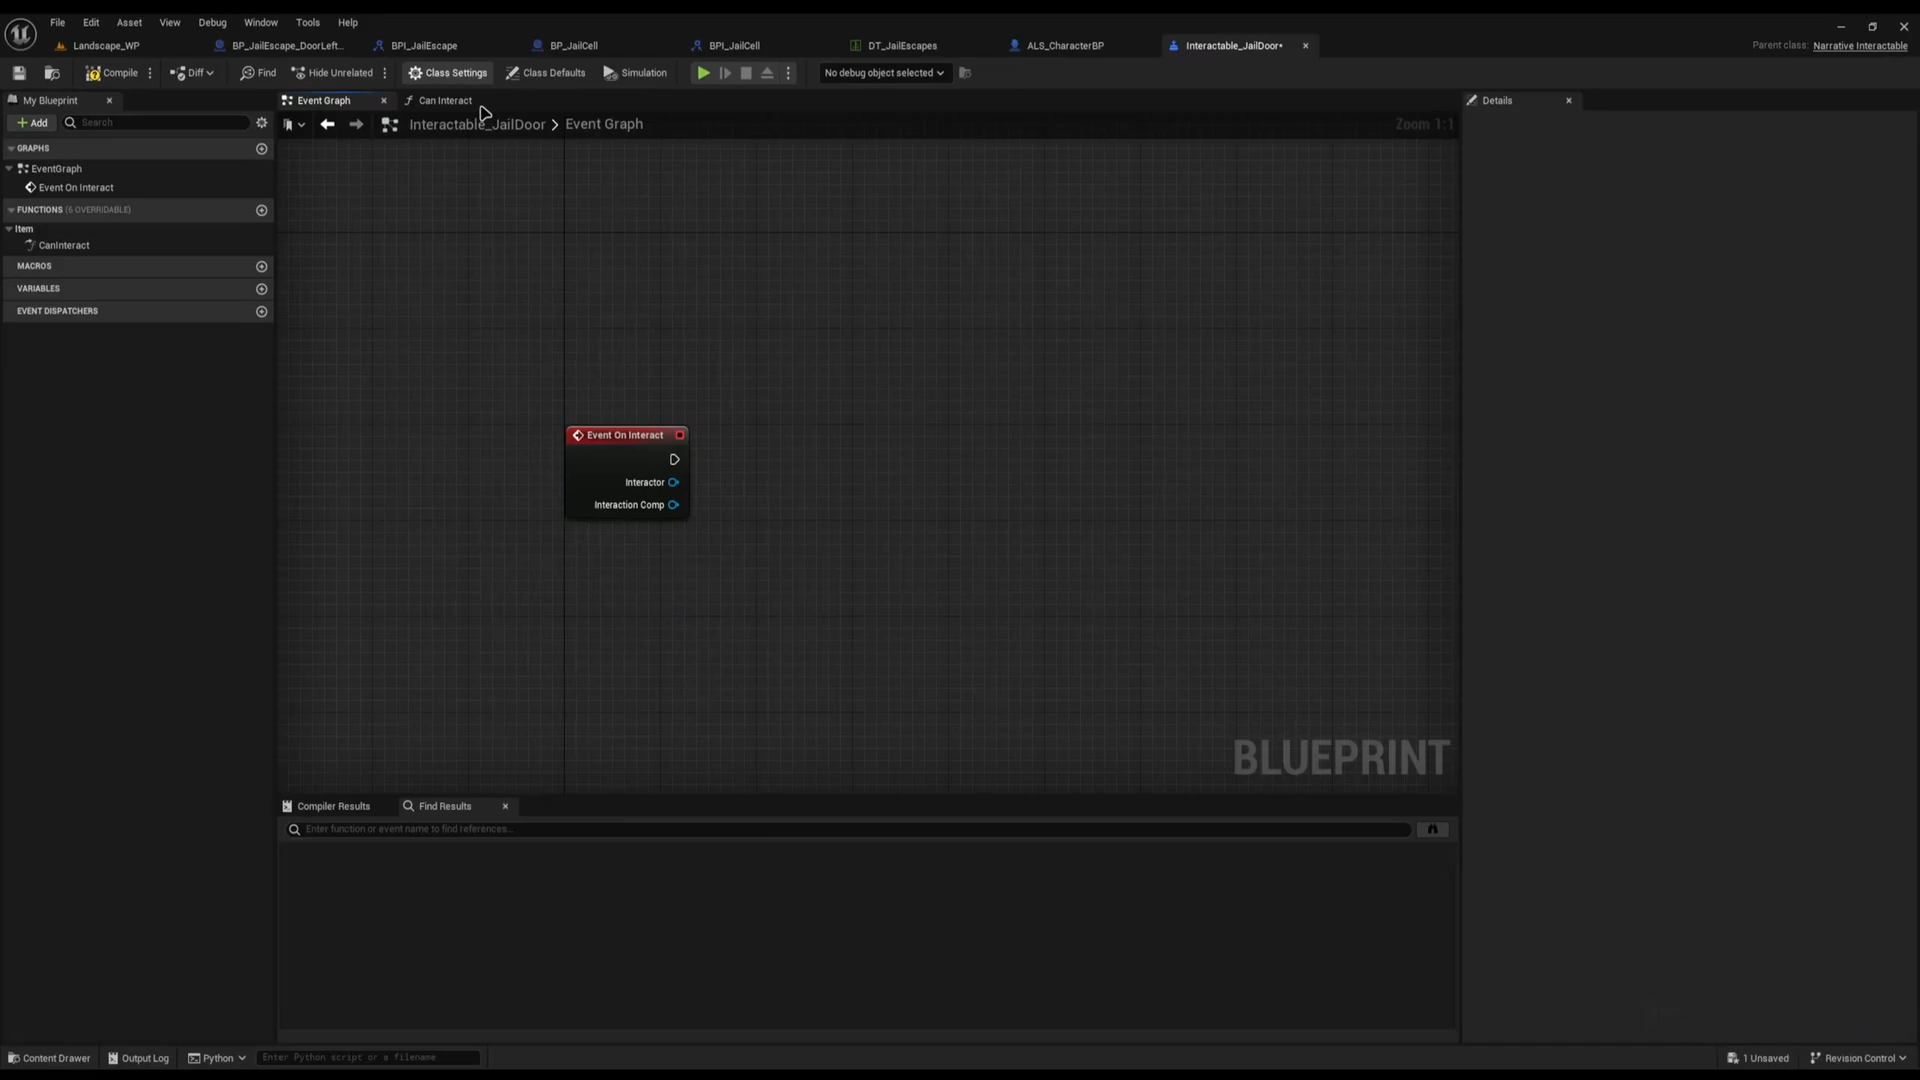 File Edit Asset View Debug Window Tools Help
Landscape_WP BP_JailEscape_DoorLeft... BPI_JailEscape BP_JailCell BPI_JailCell DT_JailEscapes ALS_CharacterBP Interactable_JailDoor* Parent class: Narrative Interactable
Compile Diff Find Hide Unrelated Class Settings Class Defaults Simulation No debug object selected
My Blueprint Event Graph Can Interact Details
+ Add Search Interactable_JailDoor > Event Graph Zoom 1:1
GRAPHS
EventGraph
Event On Interact
FUNCTIONS (6 OVERRIDABLE)
Item
CanInteract
MACROS
VARIABLES
EVENT DISPATCHERS
Event On Interact
Interactor
Interaction Comp
BLUEPRINT
Compiler Results Find Results
Enter function or event name to find references...
Content Drawer Output Log Python Enter Python script or a filename 1 Unsaved Revision Control